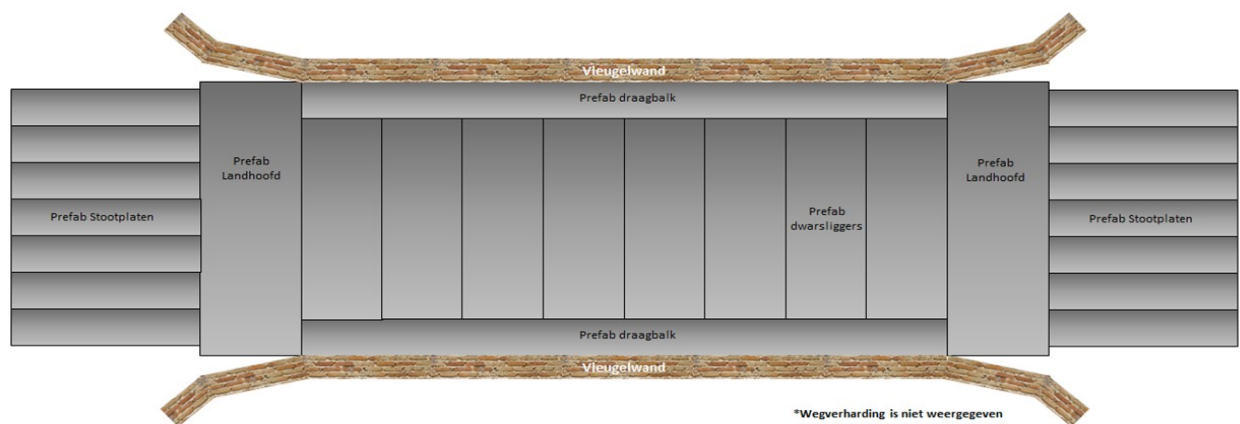 Vleugelwand
Prefab draagbalk
Prefab
Landhoofd
Prefab
Landhoofd
Prefab Stootplaten
Prefab
dwarsliggers
Prefab Stootplaten
Prefab draagbalk
Vleugelwand
*Wegverharding is niet weergegeven